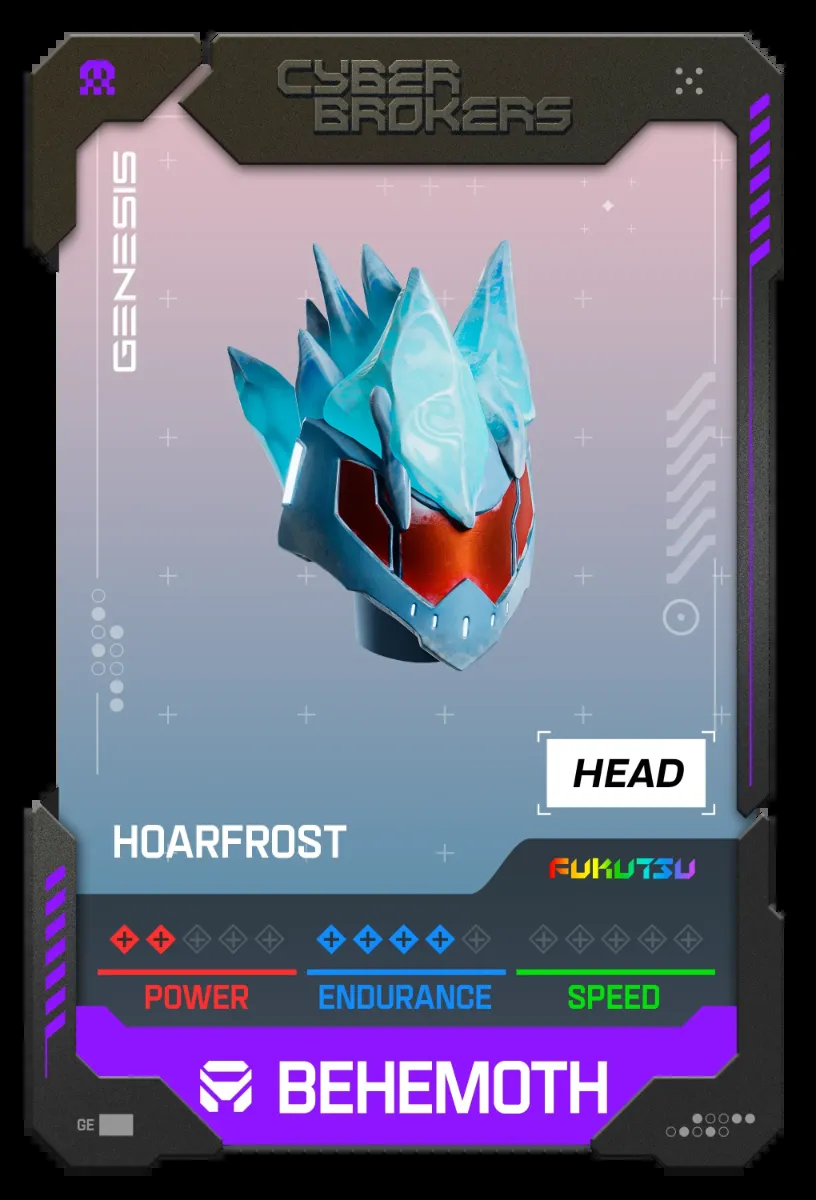 CYBER
BROKERS
GENESIS
HEAD
HOARFROST
FUKUTSU
POWER
ENDURANCE
SPEED
BEHEMOTH
GE